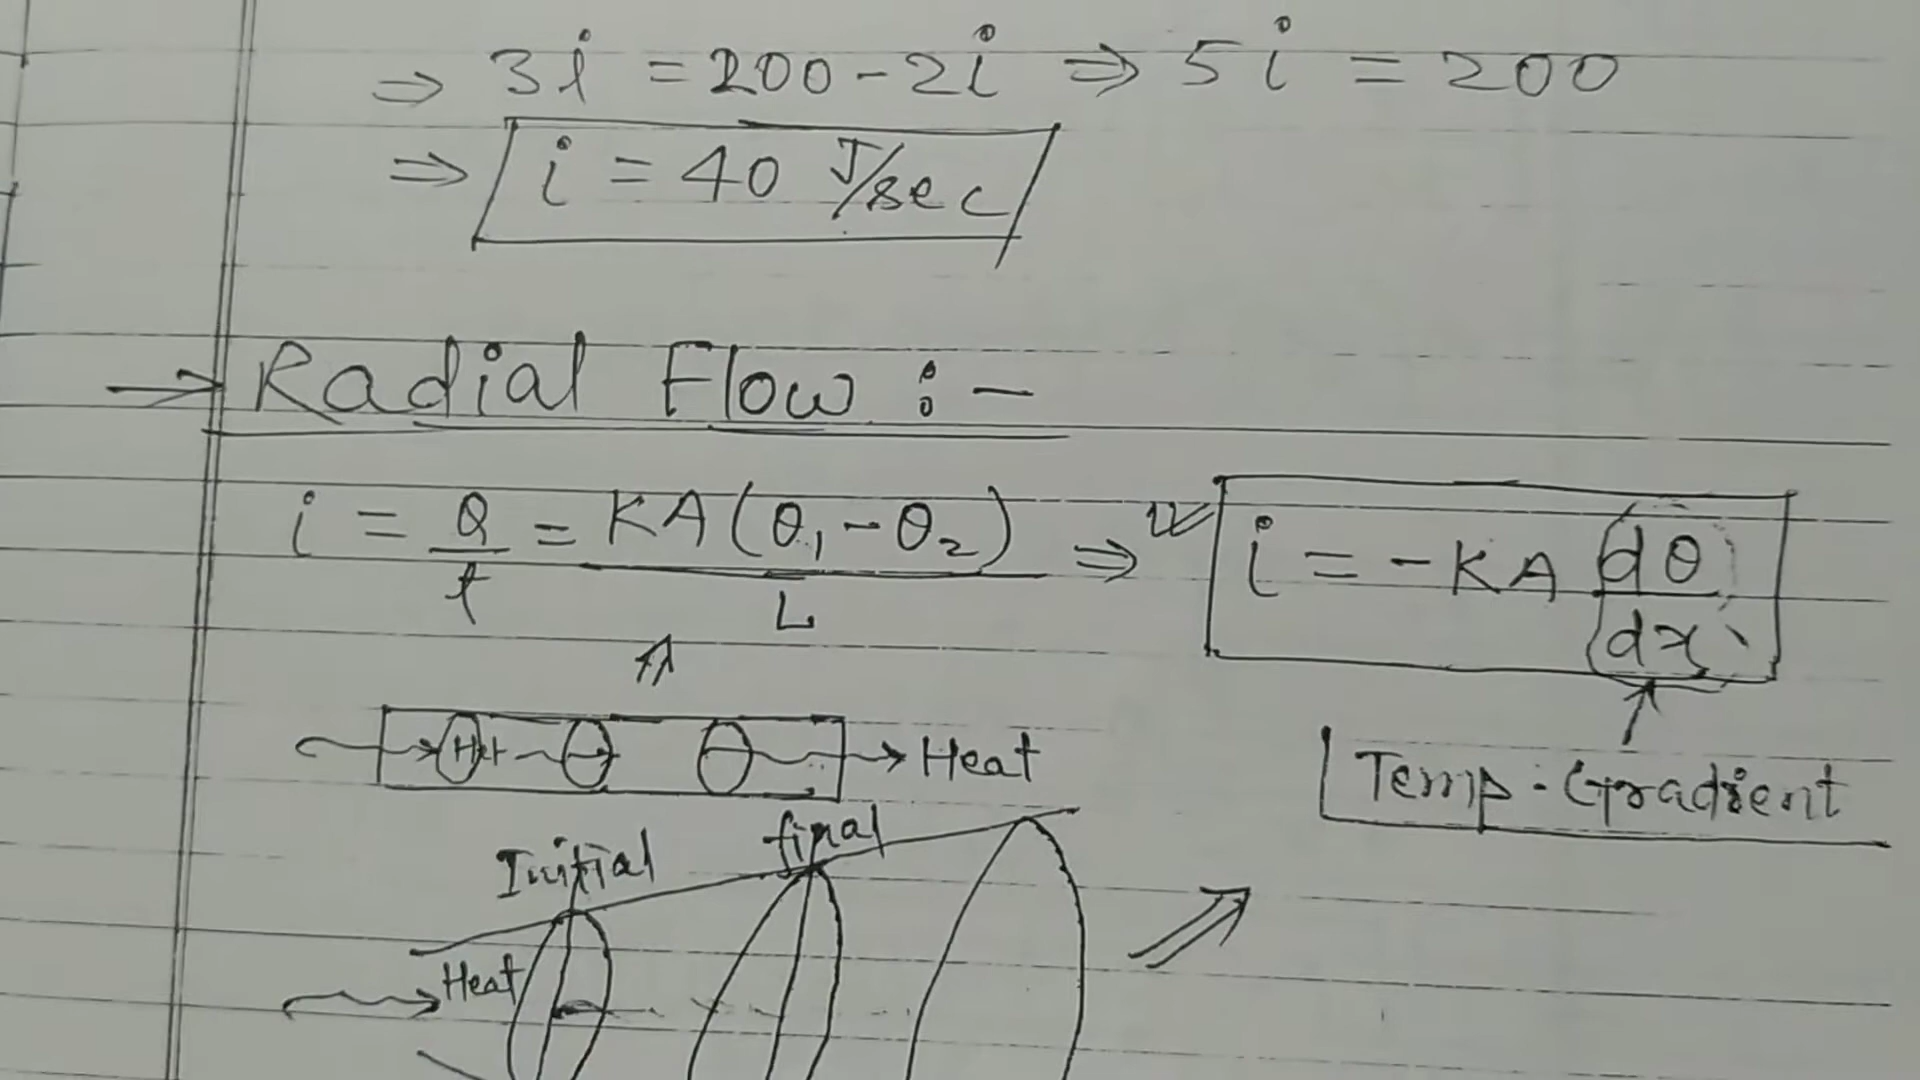 ⇒ 3i = 200 - 2i ⇒ 5i = 200
⇒ i = 40 J/sec
→ Radial Flow :-
i = Q/t = KA(θ₁-θ₂)/L ⇒ i = -KA dθ/dx
→ Heat
Temp. Gradient
Initial final
Heat